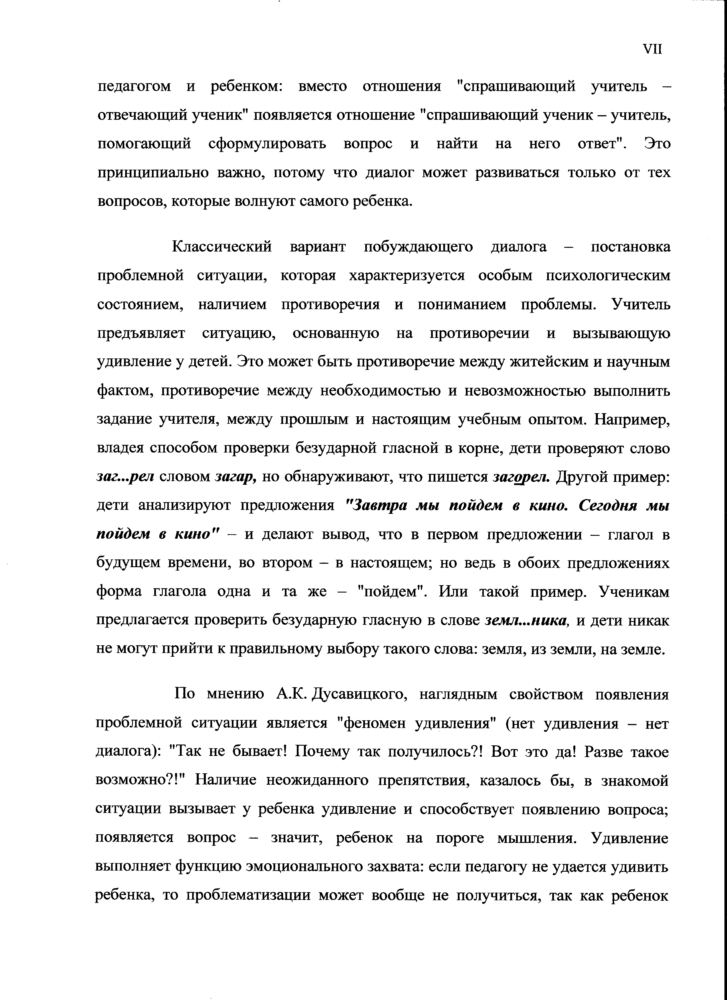 VII
педагогом и ребенком: вместо отношения "спрашивающий учитель –
отвечающий ученик" появляется отношение "спрашивающий ученик – учитель,
помогающий сформулировать вопрос и найти на него ответ". Это
принципиально важно, потому что диалог может развиваться только от тех
вопросов, которые волнуют самого ребенка.
Классический вариант побуждающего диалога – постановка
проблемной ситуации, которая характеризуется особым психологическим
состоянием, наличием противоречия и пониманием проблемы. Учитель
предъявляет ситуацию, основанную на противоречии и вызывающую
удивление у детей. Это может быть противоречие между житейским и научным
фактом, противоречие между необходимостью и невозможностью выполнить
задание учителя, между прошлым и настоящим учебным опытом. Например,
владея способом проверки безударной гласной в корне, дети проверяют слово
заг...рел словом загар, но обнаруживают, что пишется загорел. Другой пример:
дети анализируют предложения "Завтра мы пойдем в кино. Сегодня мы
пойдем в кино" – и делают вывод, что в первом предложении – глагол в
будущем времени, во втором – в настоящем; но ведь в обоих предложениях
форма глагола одна и та же – "пойдем". Или такой пример. Ученикам
предлагается проверить безударную гласную в слове земл...ника, и дети никак
не могут прийти к правильному выбору такого слова: земля, из земли, на земле.
По мнению А.К. Дусавицкого, наглядным свойством появления
проблемной ситуации является "феномен удивления" (нет удивления – нет
диалога): "Так не бывает! Почему так получилось?! Вот это да! Разве такое
возможно?!" Наличие неожиданного препятствия, казалось бы, в знакомой
ситуации вызывает у ребенка удивление и способствует появлению вопроса;
появляется вопрос – значит, ребенок на пороге мышления. Удивление
выполняет функцию эмоционального захвата: если педагогу не удается удивить
ребенка, то проблематизации может вообще не получиться, так как ребенок